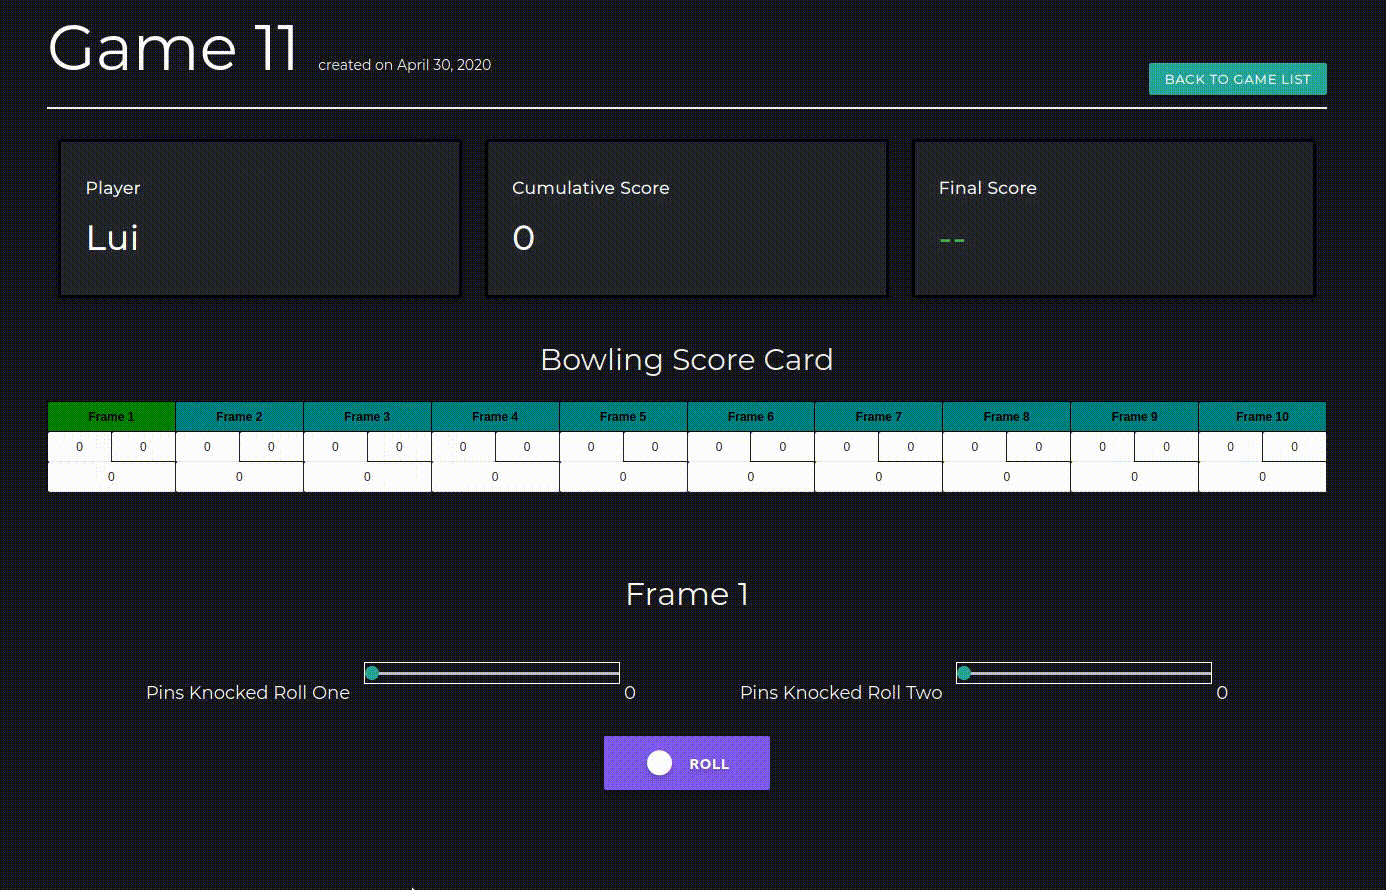 Game 11 created on April 30, 2020
BACK TO GAME LIST
Player
Lui
Cumulative Score
0
Final Score
--
Bowling Score Card
Frame 1 Frame 2 Frame 3 Frame 4 Frame 5 Frame 6 Frame 7 Frame 8 Frame 9 Frame 10
0 0 0 0 0 0 0 0 0 0 0 0 0 0 0 0 0 0 0 0
0 0 0 0 0 0 0 0 0 0
Frame 1
Pins Knocked Roll One 0
Pins Knocked Roll Two 0
ROLL